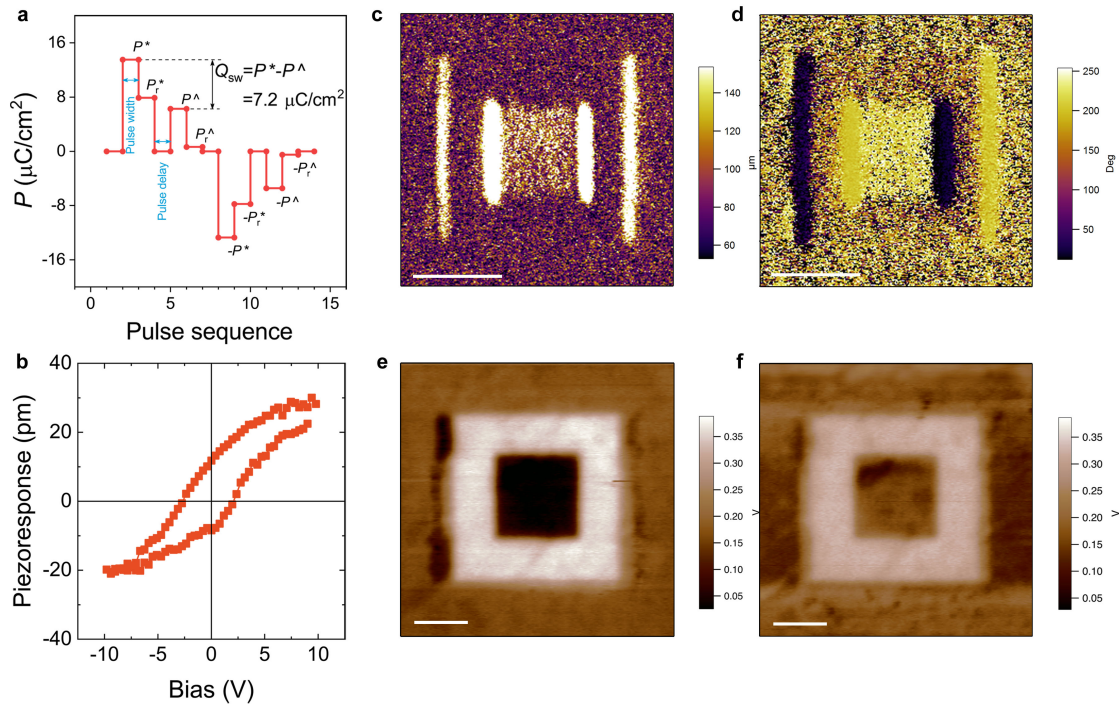 a
P (μC/cm²)
16
8
0
-8
-16
P*
Pr*
P^
Pr^
Qsw=P*-P^
=7.2 μC/cm²
Pulse width
Pulse delay
-P*
-Pr*
-P^
-Pr^
0
5
10
15
Pulse sequence
c
140
120
100
80
60
μm
d
250
200
150
100
50
Deg
b
Piezoresponse (pm)
40
20
0
-20
-40
-10
-5
0
5
10
Bias (V)
e
0.35
0.30
0.25
0.20
0.15
0.10
0.05
V
f
0.35
0.30
0.25
0.20
0.15
0.10
0.05
V